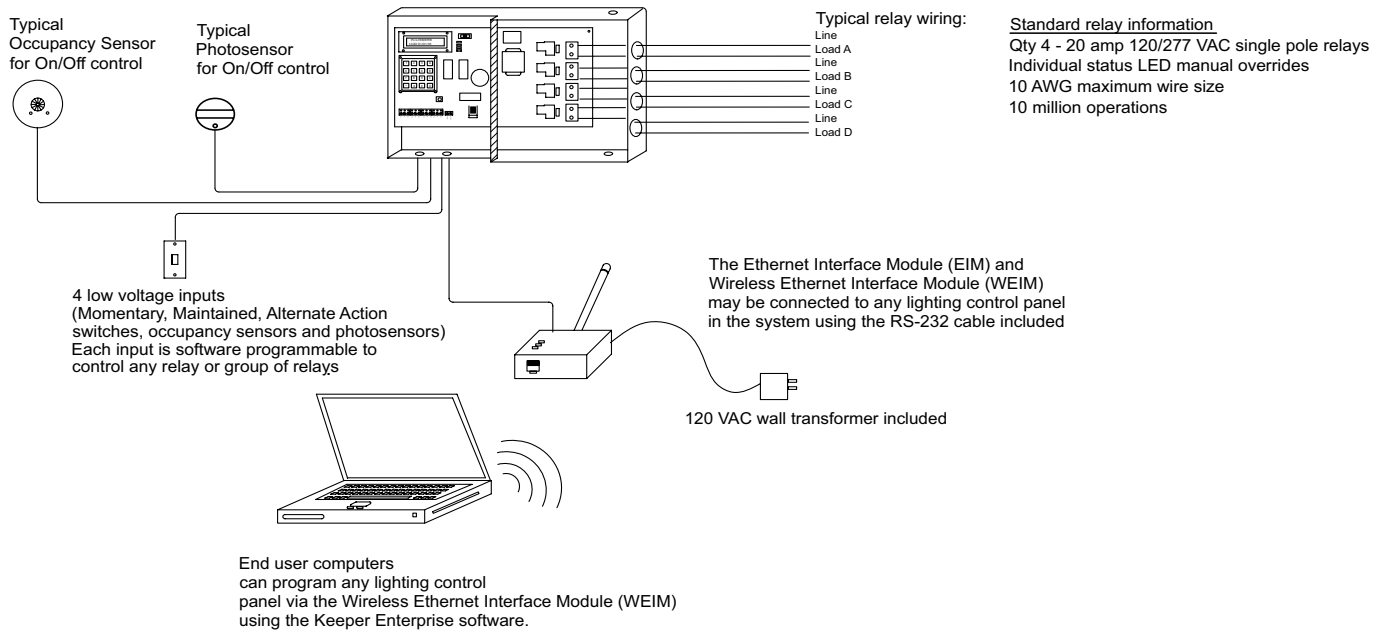 Typical
Occupancy Sensor
for On/Off control
Typical
Photosensor
for On/Off control
Typical relay wiring:
Line
Load A
Line
Load B
Line
Load C
Line
Load D
Standard relay information
Qty 4 - 20 amp 120/277 VAC single pole relays
Individual status LED manual overrides
10 AWG maximum wire size
10 million operations
4 low voltage inputs
(Momentary, Maintained, Alternate Action
switches, occupancy sensors and photosensors)
Each input is software programmable to
control any relay or group of relays
The Ethernet Interface Module (EIM) and
Wireless Ethernet Interface Module (WEIM)
may be connected to any lighting control panel
in the system using the RS-232 cable included
120 VAC wall transformer included
End user computers
can program any lighting control
panel via the Wireless Ethernet Interface Module (WEIM)
using the Keeper Enterprise software.